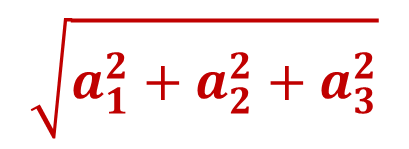 √(a₁² + a₂² + a₃²)